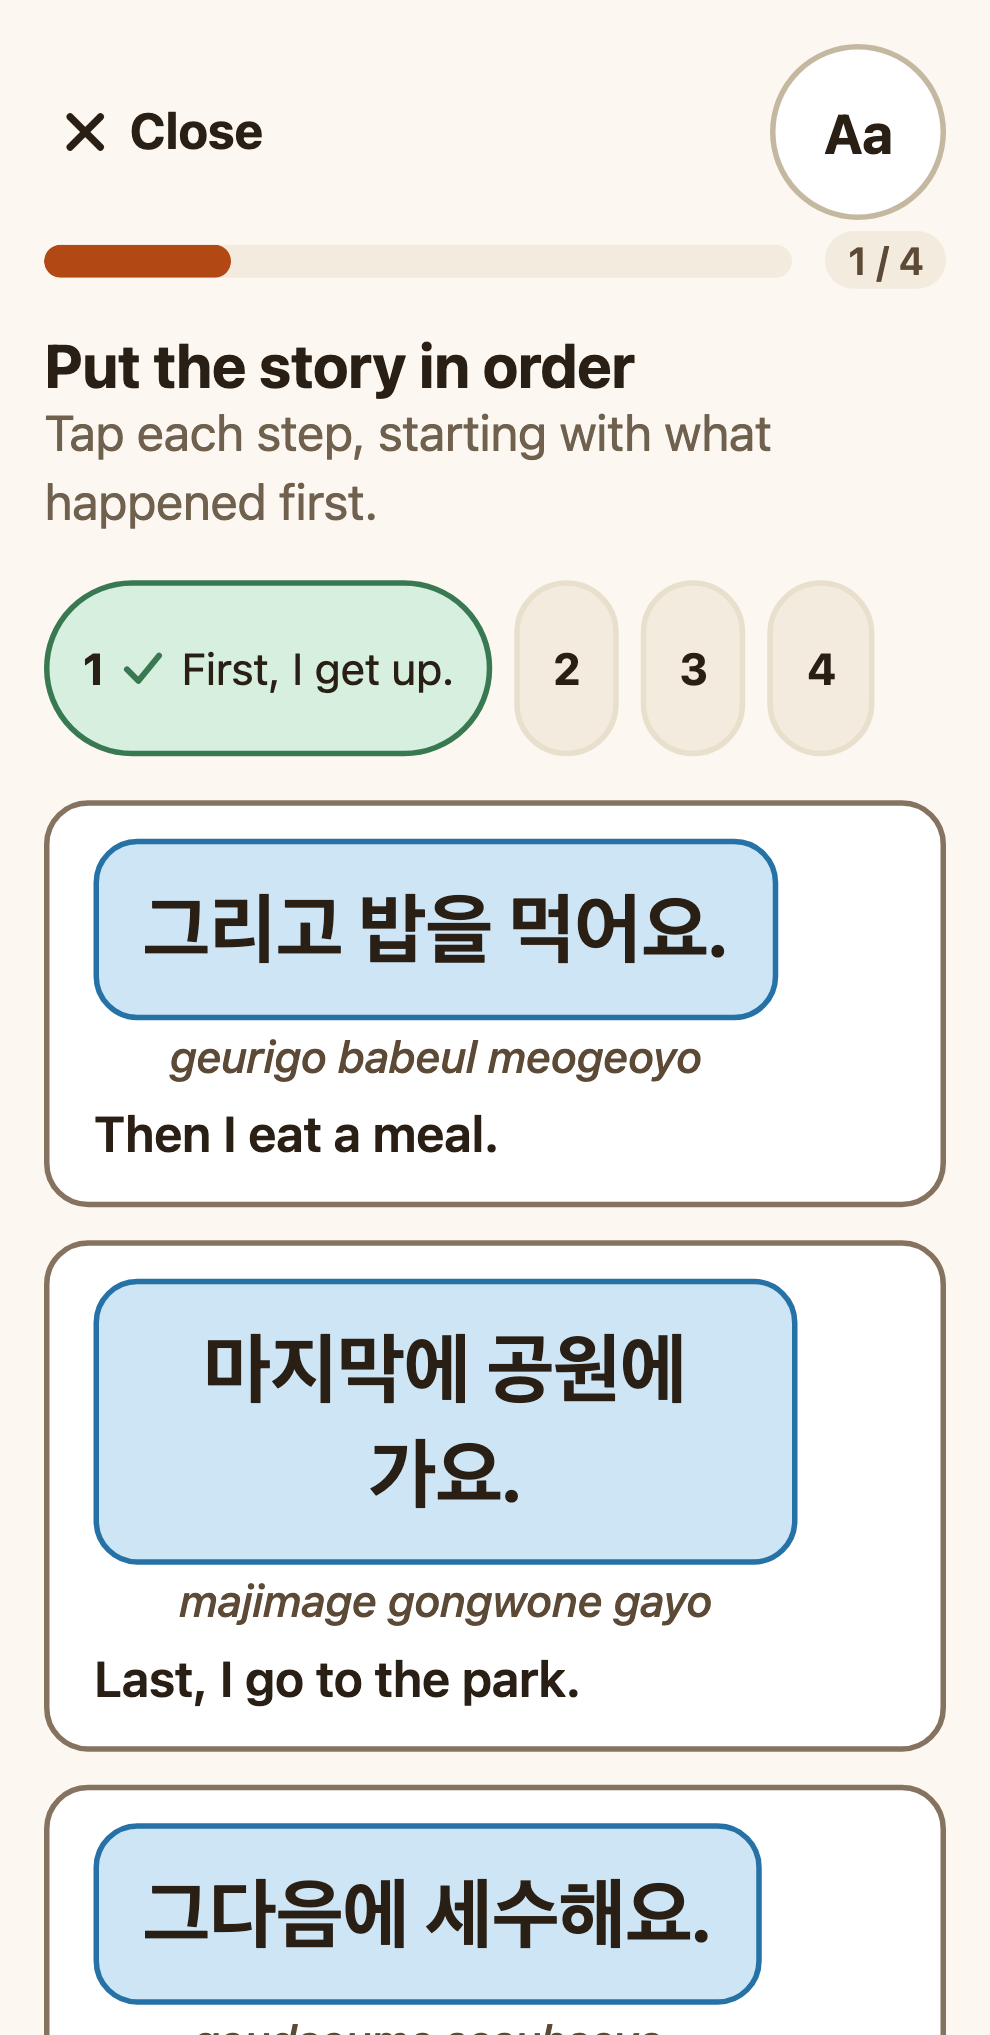 Close
Aa
1 / 4
Put the story in order
Tap each step, starting with what
happened first.
1 ✓ First, I get up.
2
3
4
그리고 밥을 먹어요.
geurigo babeul meogeoyo
Then I eat a meal.
마지막에 공원에
가요.
majimage gongwone gayo
Last, I go to the park.
그다음에 세수해요.